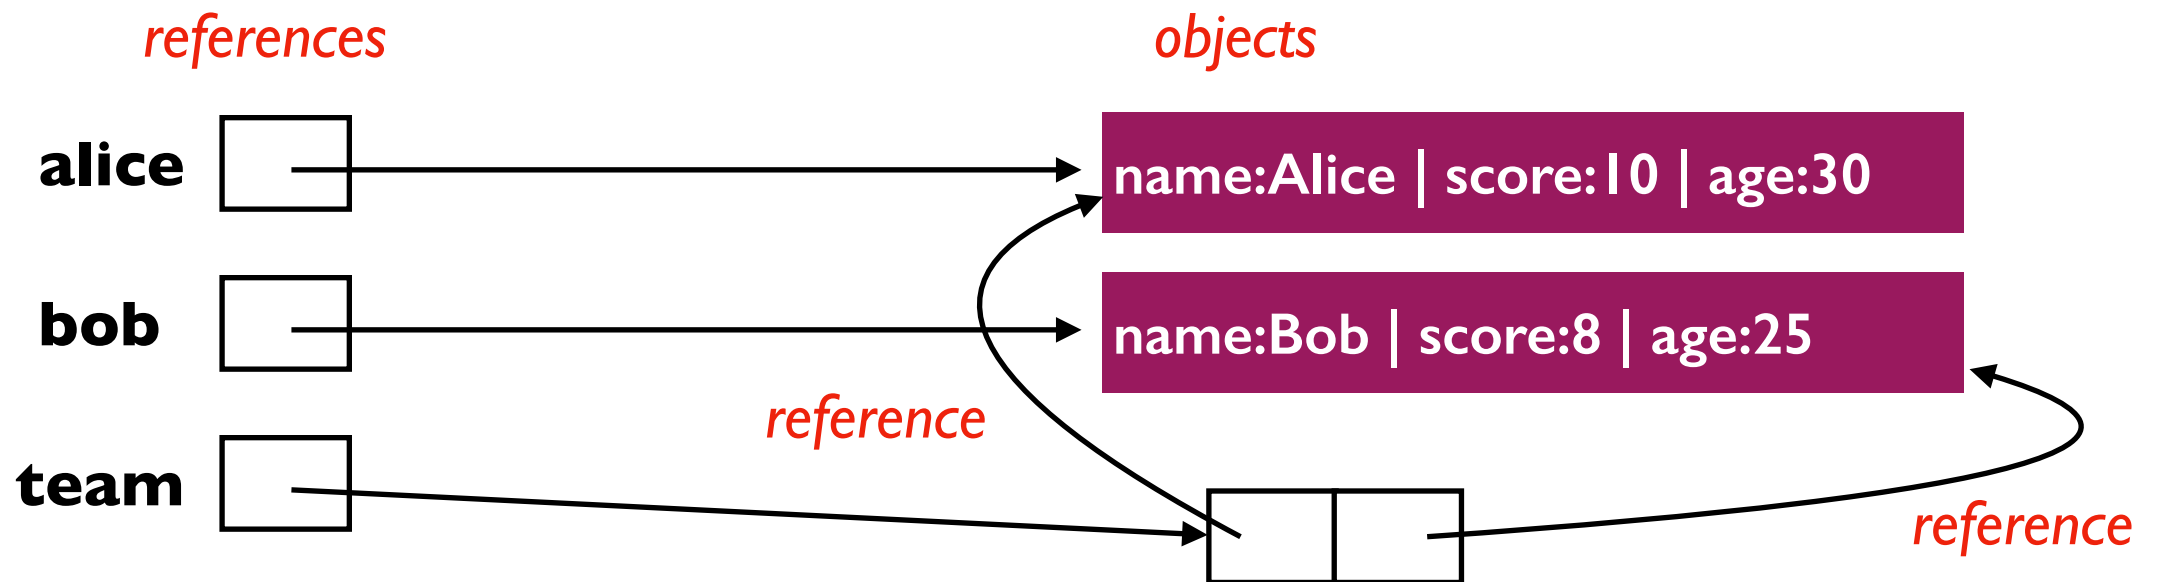 references
objects
alice
name:Alice | score:10 | age:30
bob
name:Bob | score:8 | age:25
reference
team
reference